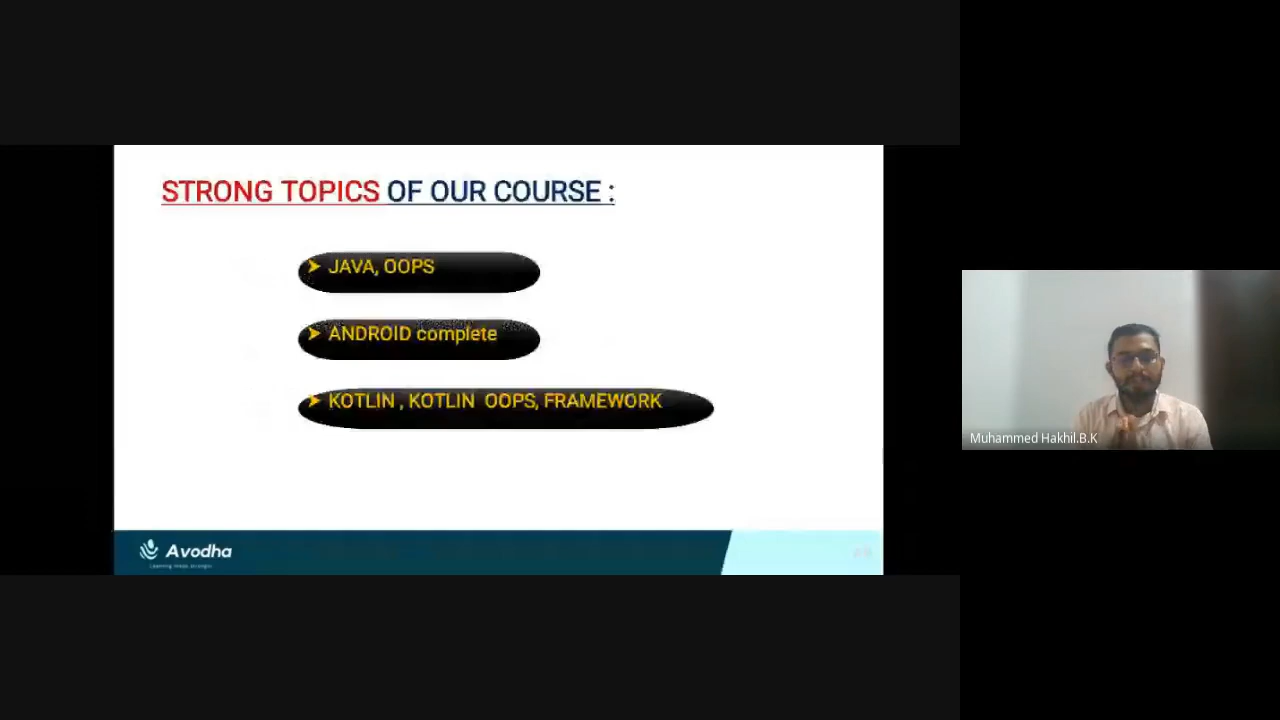 STRONG TOPICS OF OUR COURSE :
➤ JAVA, OOPS
➤ ANDROID complete
➤ KOTLIN , KOTLIN OOPS, FRAMEWORK
Muhammed Hakhil.B.K
Avodha